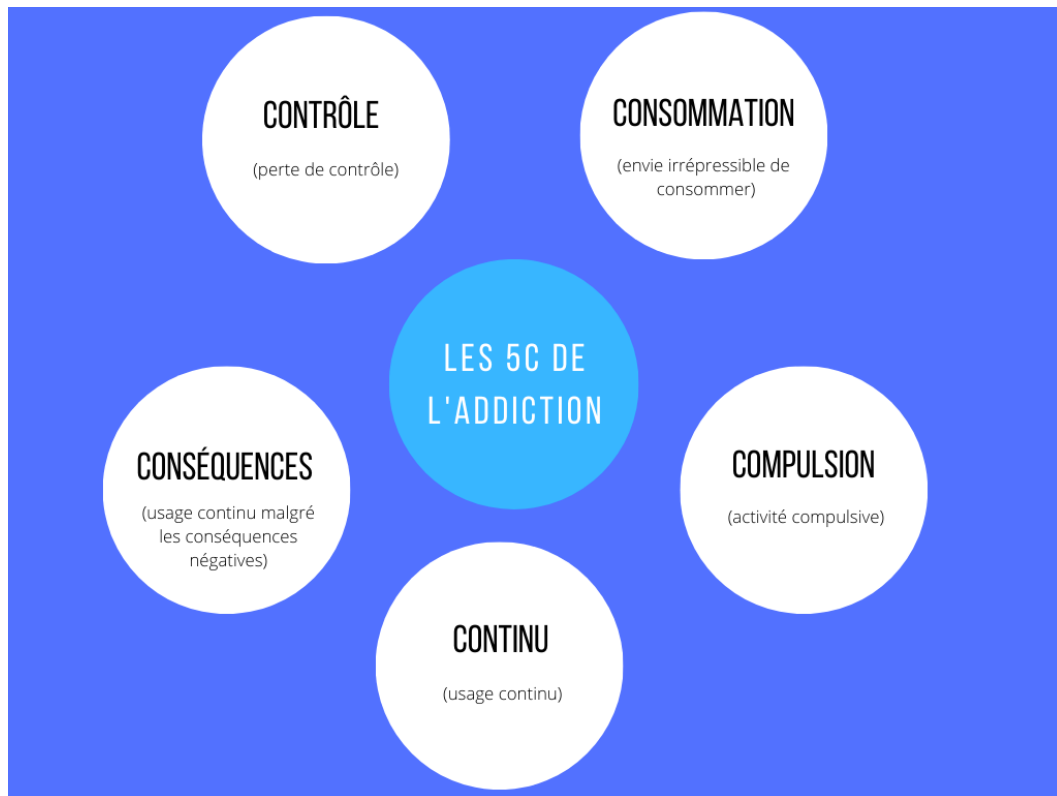 CONTRÔLE
(perte de contrôle)
CONSOMMATION
(envie irrépressible de
consommer)
LES 5C DE
L'ADDICTION
CONSÉQUENCES
(usage continu malgré
les conséquences
négatives)
COMPULSION
(activité compulsive)
CONTINU
(usage continu)